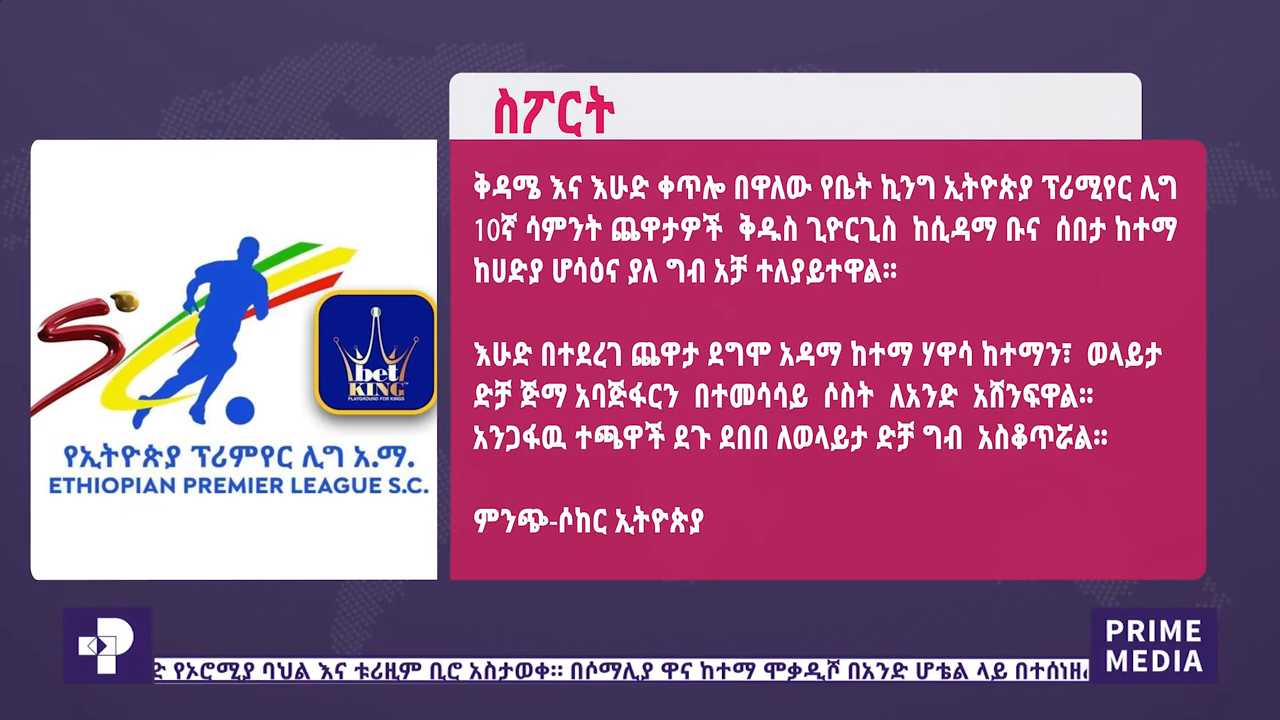 ስፖርት
ቅዳሜ እና እሁድ ቀጥሎ በዋለው የቤት ኪንግ ኢትዮጵያ ፕሪሚየር ሊግ
10ኛ ሳምንት ጨዋታዎች ቅዱስ ጊዮርጊስ ከሲዳማ ቡና ሰበታ ከተማ
ከሀድያ ሆሳዕና ያለ ግብ አቻ ተለያይተዋል።
እሁድ በተደረገ ጨዋታ ደግሞ አዳማ ከተማ ሃዋሳ ከተማን፣ ወላይታ
ድቻ ጅማ አባጅፋርን በተመሳሳይ ሶስት ለአንድ አሸንፍዋል።
አንጋፋዉ ተጫዋች ደጉ ደበበ ለወላይታ ድቻ ግብ አስቆጥሯል።
ምንጭ-ሶከር ኢትዮጵያ
bet
KING
PLAYGROUND FOR KINGS
የኢትዮጵያ ፕሪምየር ሊግ አ.ማ.
ETHIOPIAN PREMIER LEAGUE S.C.
PRIME
MEDIA
የኦሮሚያ ባህል እና ቱሪዚም ቢሮ አስታወቀ። በሶማሊያ ዋና ከተማ ሞቃዲሾ በአንድ ሆቴል ላይ